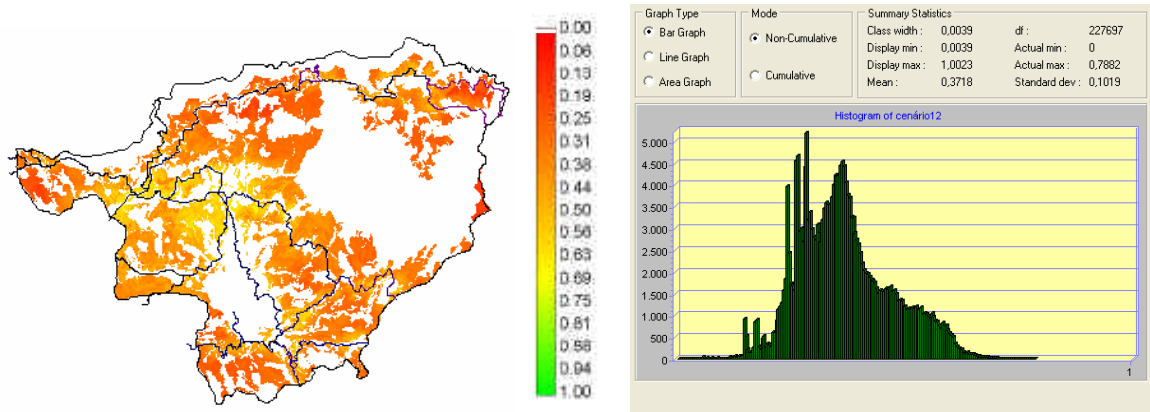 0.00
0.06
0.13
0.19
0.25
0.31
0.38
0.44
0.50
0.56
0.63
0.69
0.75
0.81
0.88
0.94
1.00
Graph Type
Bar Graph
Line Graph
Area Graph
Mode
Non-Cumulative
Cumulative
Summary Statistics
Class width : 0,0039 df : 227697
Display min : 0,0039 Actual min : 0
Display max : 1,0023 Actual max : 0,7882
Mean : 0,3718 Standard dev : 0,1019
Histogram of cenário12
5.000
4.500
4.000
3.500
3.000
2.500
2.000
1.500
1.000
500
0
1